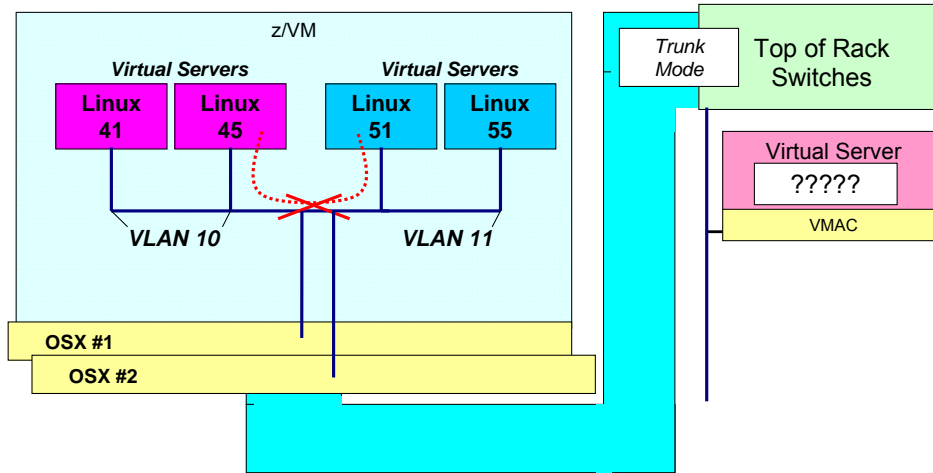 z/VM
Virtual Servers
Virtual Servers
Linux
41
Linux
45
Linux
51
Linux
55
VLAN 10
VLAN 11
OSX #1
OSX #2
Trunk
Mode
Top of Rack
Switches
Virtual Server
?????
VMAC